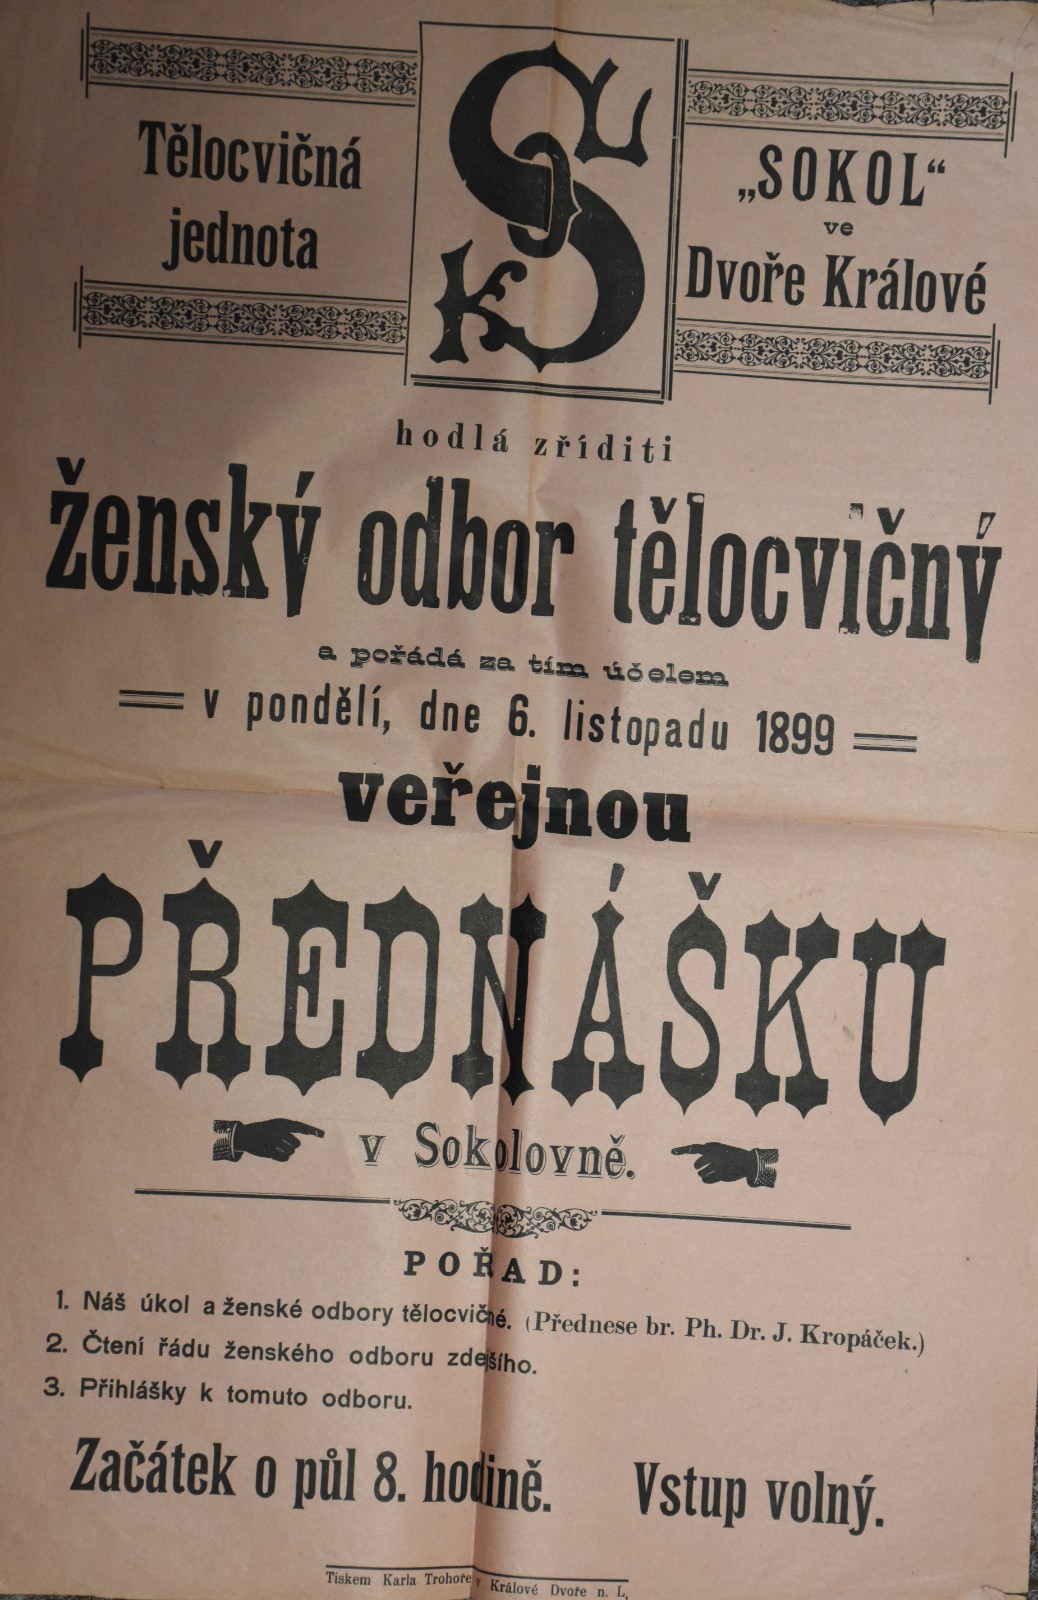 Tělocvičná
jednota
SOKOL
„SOKOL“
ve
Dvoře Králové
hodlá zříditi
ženský odbor tělocvičný
a pořádá za tím účelem
v pondělí, dne 6. listopadu 1899
veřejnou
PŘEDNÁŠKU
v Sokolovně.
POŘAD:
1. Náš úkol a ženské odbory tělocvičné. (Přednese br. Ph. Dr. J. Kropáček.)
2. Čtení řádu ženského odboru zdejšího.
3. Přihlášky k tomuto odboru.
Začátek o půl 8. hodině. Vstup volný.
Tiskem Karla Trohoře v Králové Dvoře n. L.